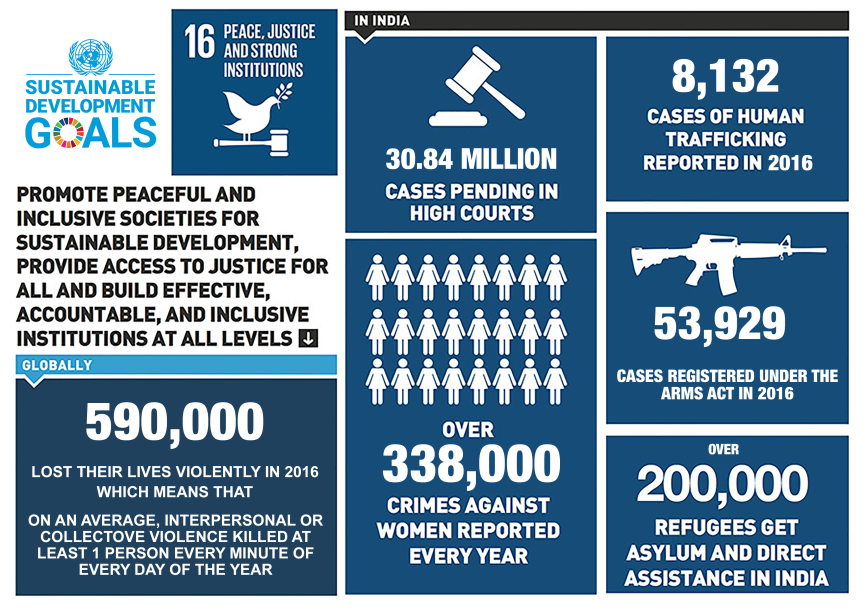 SUSTAINABLE
DEVELOPMENT
GOALS
16 PEACE, JUSTICE
AND STRONG
INSTITUTIONS
PROMOTE PEACEFUL AND
INCLUSIVE SOCIETIES FOR
SUSTAINABLE DEVELOPMENT,
PROVIDE ACCESS TO JUSTICE FOR
ALL AND BUILD EFFECTIVE,
ACCOUNTABLE, AND INCLUSIVE
INSTITUTIONS AT ALL LEVELS
GLOBALLY
590,000
LOST THEIR LIVES VIOLENTLY IN 2016
WHICH MEANS THAT
ON AN AVERAGE, INTERPERSONAL OR
COLLECTOVE VIOLENCE KILLED AT
LEAST 1 PERSON EVERY MINUTE OF
EVERY DAY OF THE YEAR
IN INDIA
30.84 MILLION
CASES PENDING IN
HIGH COURTS
OVER
338,000
CRIMES AGAINST
WOMEN REPORTED
EVERY YEAR
8,132
CASES OF HUMAN
TRAFFICKING
REPORTED IN 2016
53,929
CASES REGISTERED UNDER THE
ARMS ACT IN 2016
OVER
200,000
REFUGEES GET
ASYLUM AND DIRECT
ASSISTANCE IN INDIA